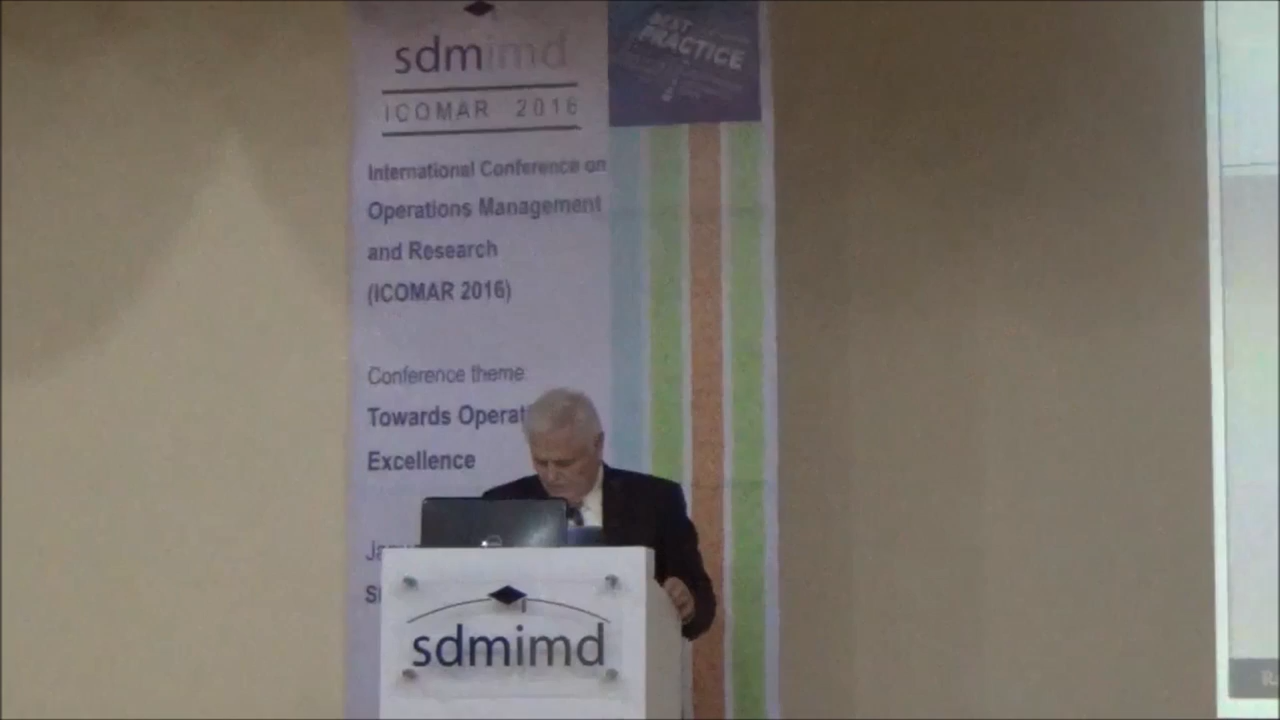 sdmimd
ICOMAR 2016
BEST
PRACTICE
International Conference on
Operations Management
and Research
(ICOMAR 2016)
Conference theme
Towards
Excellence
sdmimd